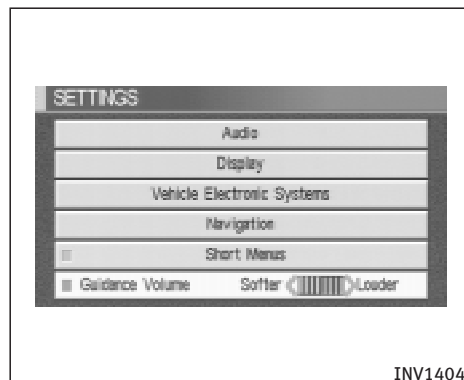 SETTINGS
Audio
Display
Vehicle Electronic Systems
Navigation
Short Menus
Guidance Volume Softer Louder
INV1404